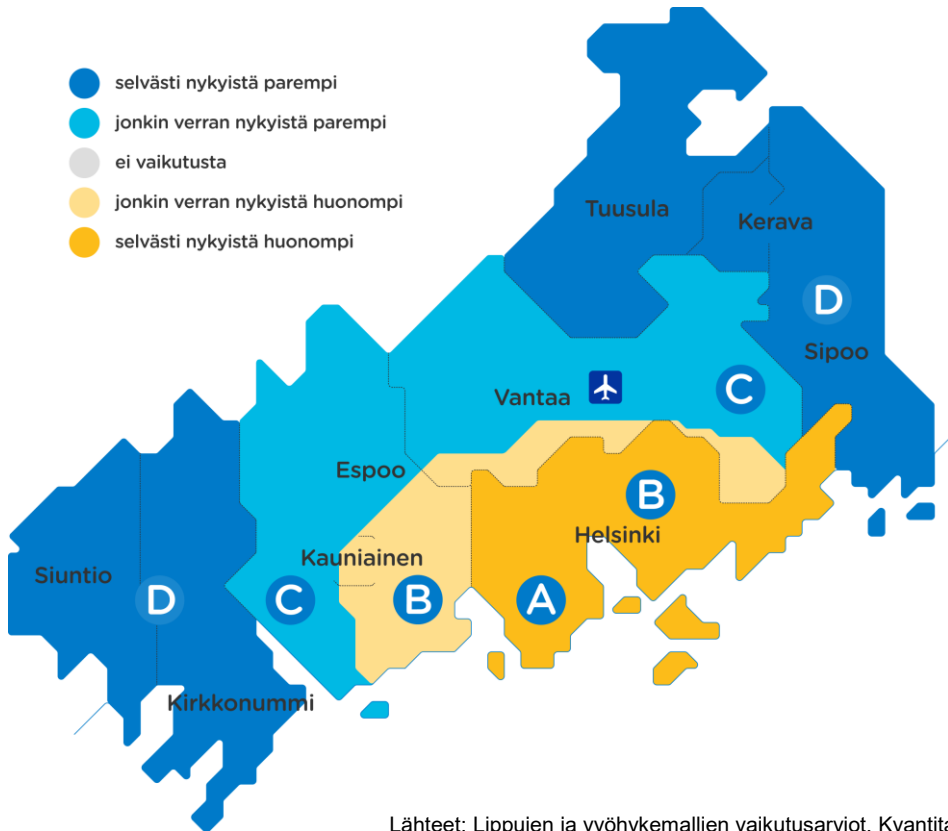 selvästi nykyistä parempi
jonkin verran nykyistä parempi
ei vaikutusta
jonkin verran nykyistä huonompi
selvästi nykyistä huonompi
Tuusula
Kerava
D
Sipoo
Vantaa
C
Espoo
B
Helsinki
Kauniainen
Siuntio
D
C
B
A
Kirkkonummi
Lähteet: Lippujen ja vyöhykemallien vaikutusarviot. Kvantita